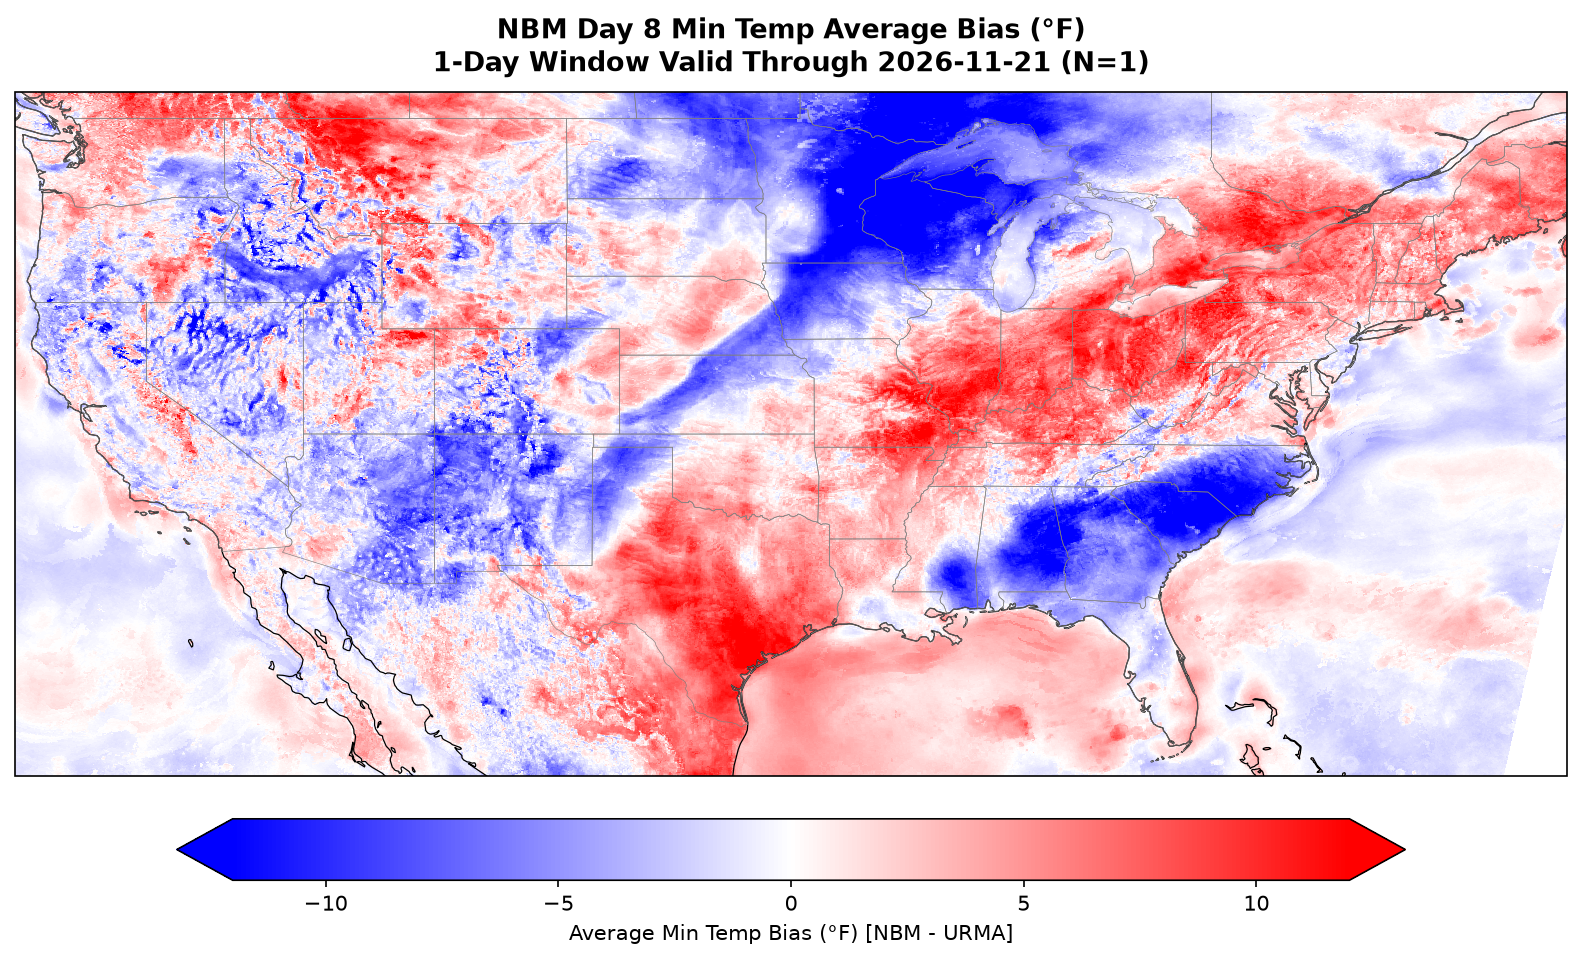 NBM Day 8 Min Temp Average Bias (°F)
1-Day Window Valid Through 2026-11-21 (N=1)
−10 −5 0 5 10
Average Min Temp Bias (°F) [NBM - URMA]